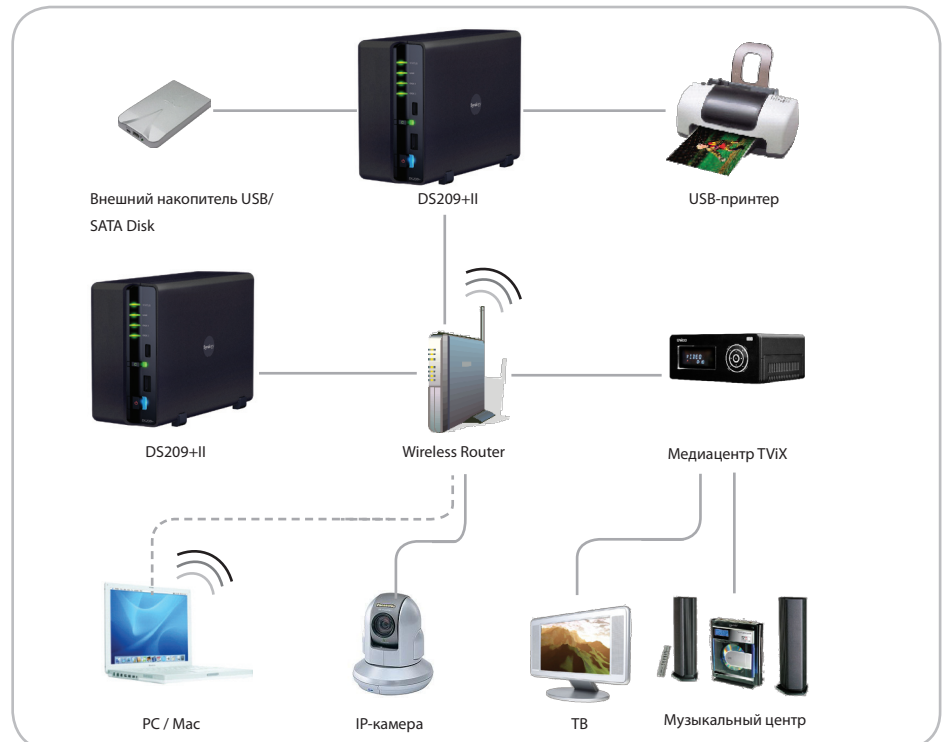 Внешний накопитель USB/
SATA Disk
DS209+II
USB-принтер
DS209+II
Wireless Router
Медиацентр TViX
PC / Mac
IP-камера
ТВ
Музыкальный центр